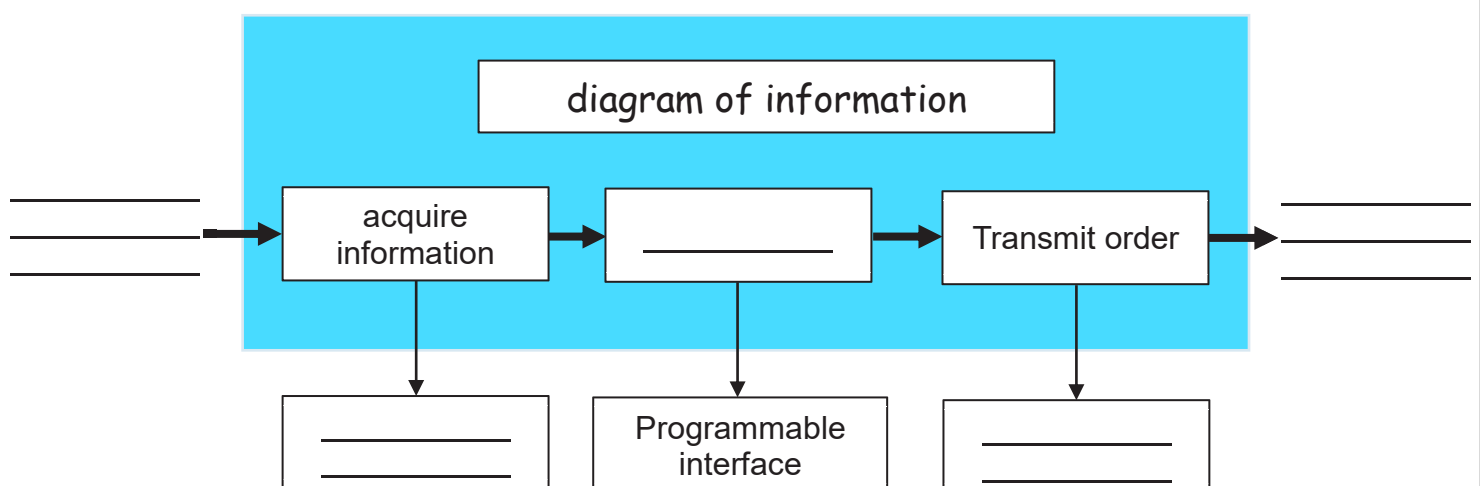 diagram of information
acquire
information
Transmit order
Programmable
interface